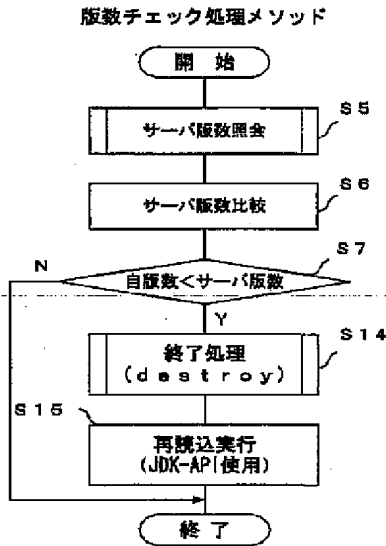 版数チェック処理メソッド
開 始
サーバ版数照会
S5
サーバ版数比較
S6
S7
N
自版数<サーバ版数
Y
終了処理
(destroy)
S14
S15
再読込実行
(JDK-API使用)
終 了